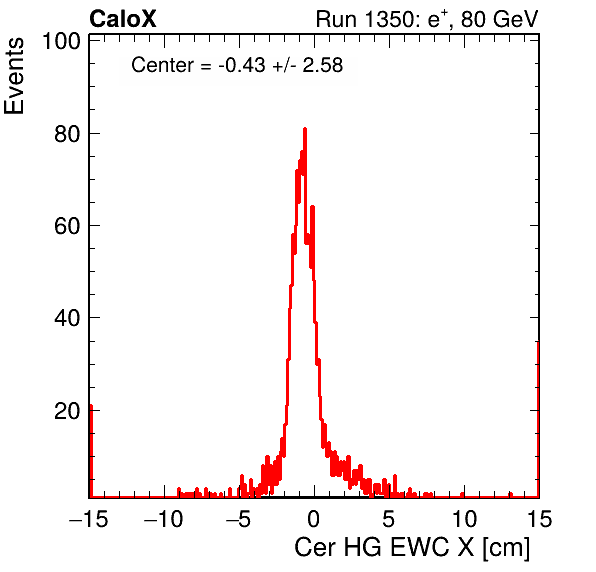 CaloX Run 1350: e⁺, 80 GeV
Events
Center = -0.43 +/- 2.58
100
80
60
40
20
−15 −10 −5 0 5 10 15
Cer HG EWC X [cm]